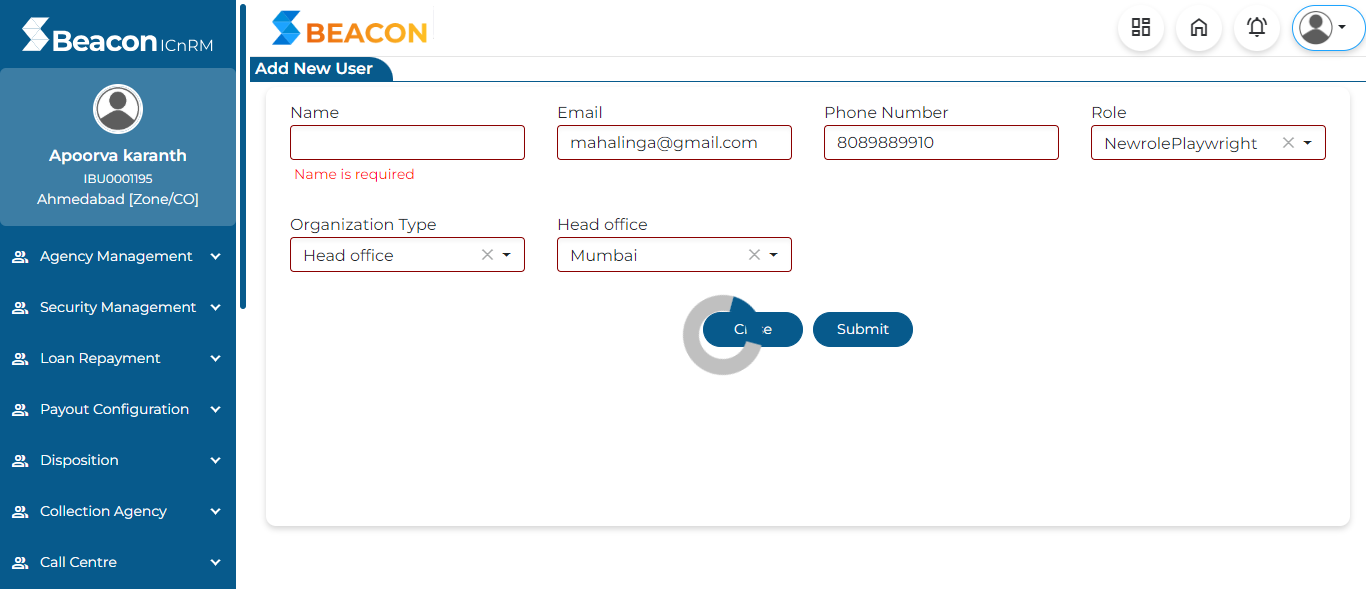 Beacon ICnRM
Apoorva karanth
IBU0001195
Ahmedabad [Zone/CO]
Agency Management
Security Management
Loan Repayment
Payout Configuration
Disposition
Collection Agency
Call Centre
BEACON
Add New User
Name Email Phone Number Role
mahalinga@gmail.com 8089889910 NewrolePlaywright
Name is required
Organization Type Head office
Head office Mumbai
Submit